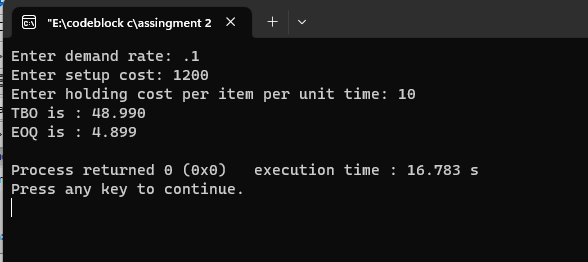 "E:\codeblock c\assingment 2
Enter demand rate: .1
Enter setup cost: 1200
Enter holding cost per item per unit time: 10
TBO is : 48.990
EOQ is : 4.899
Process returned 0 (0x0)   execution time : 16.783 s
Press any key to continue.